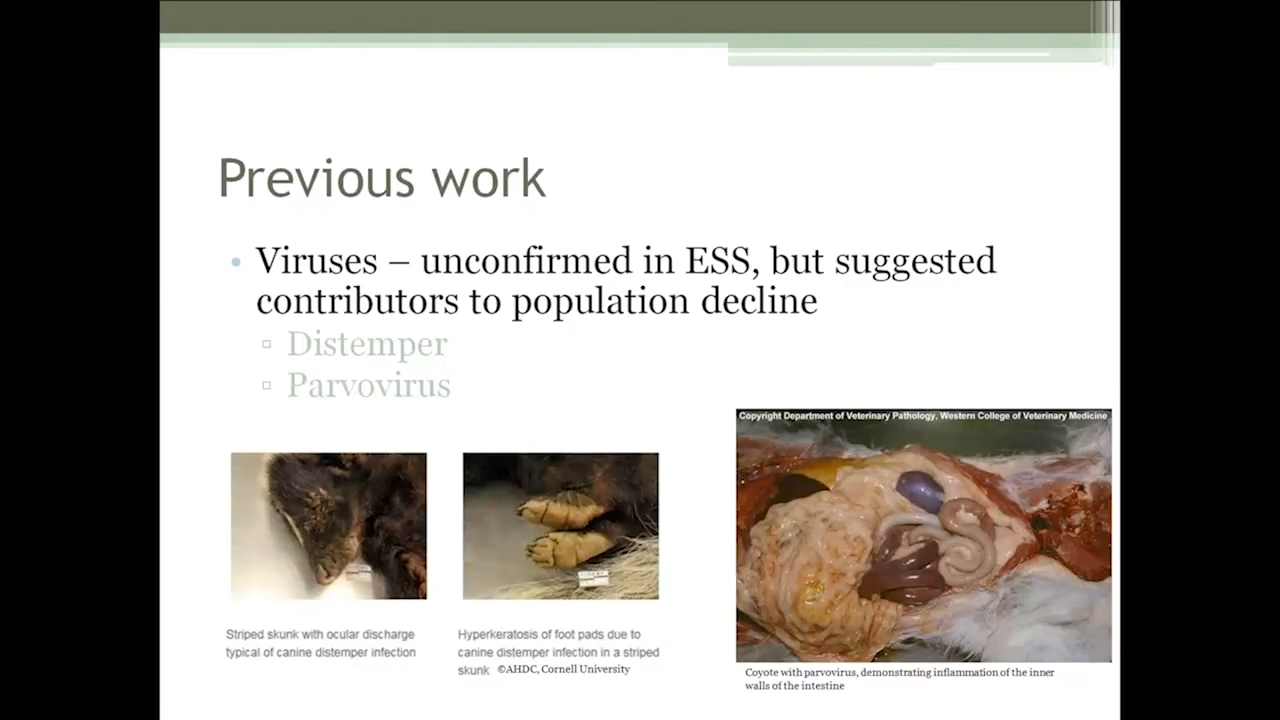 Previous work
• Viruses – unconfirmed in ESS, but suggested
contributors to population decline
▫ Distemper
▫ Parvovirus
Copyright Department of Veterinary Pathology, Western College of Veterinary Medicine
Striped skunk with ocular discharge
typical of canine distemper infection
Hyperkeratosis of foot pads due to
canine distemper infection in a striped
skunk ©AHDC, Cornell University
Coyote with parvovirus, demonstrating inflammation of the inner
walls of the intestine